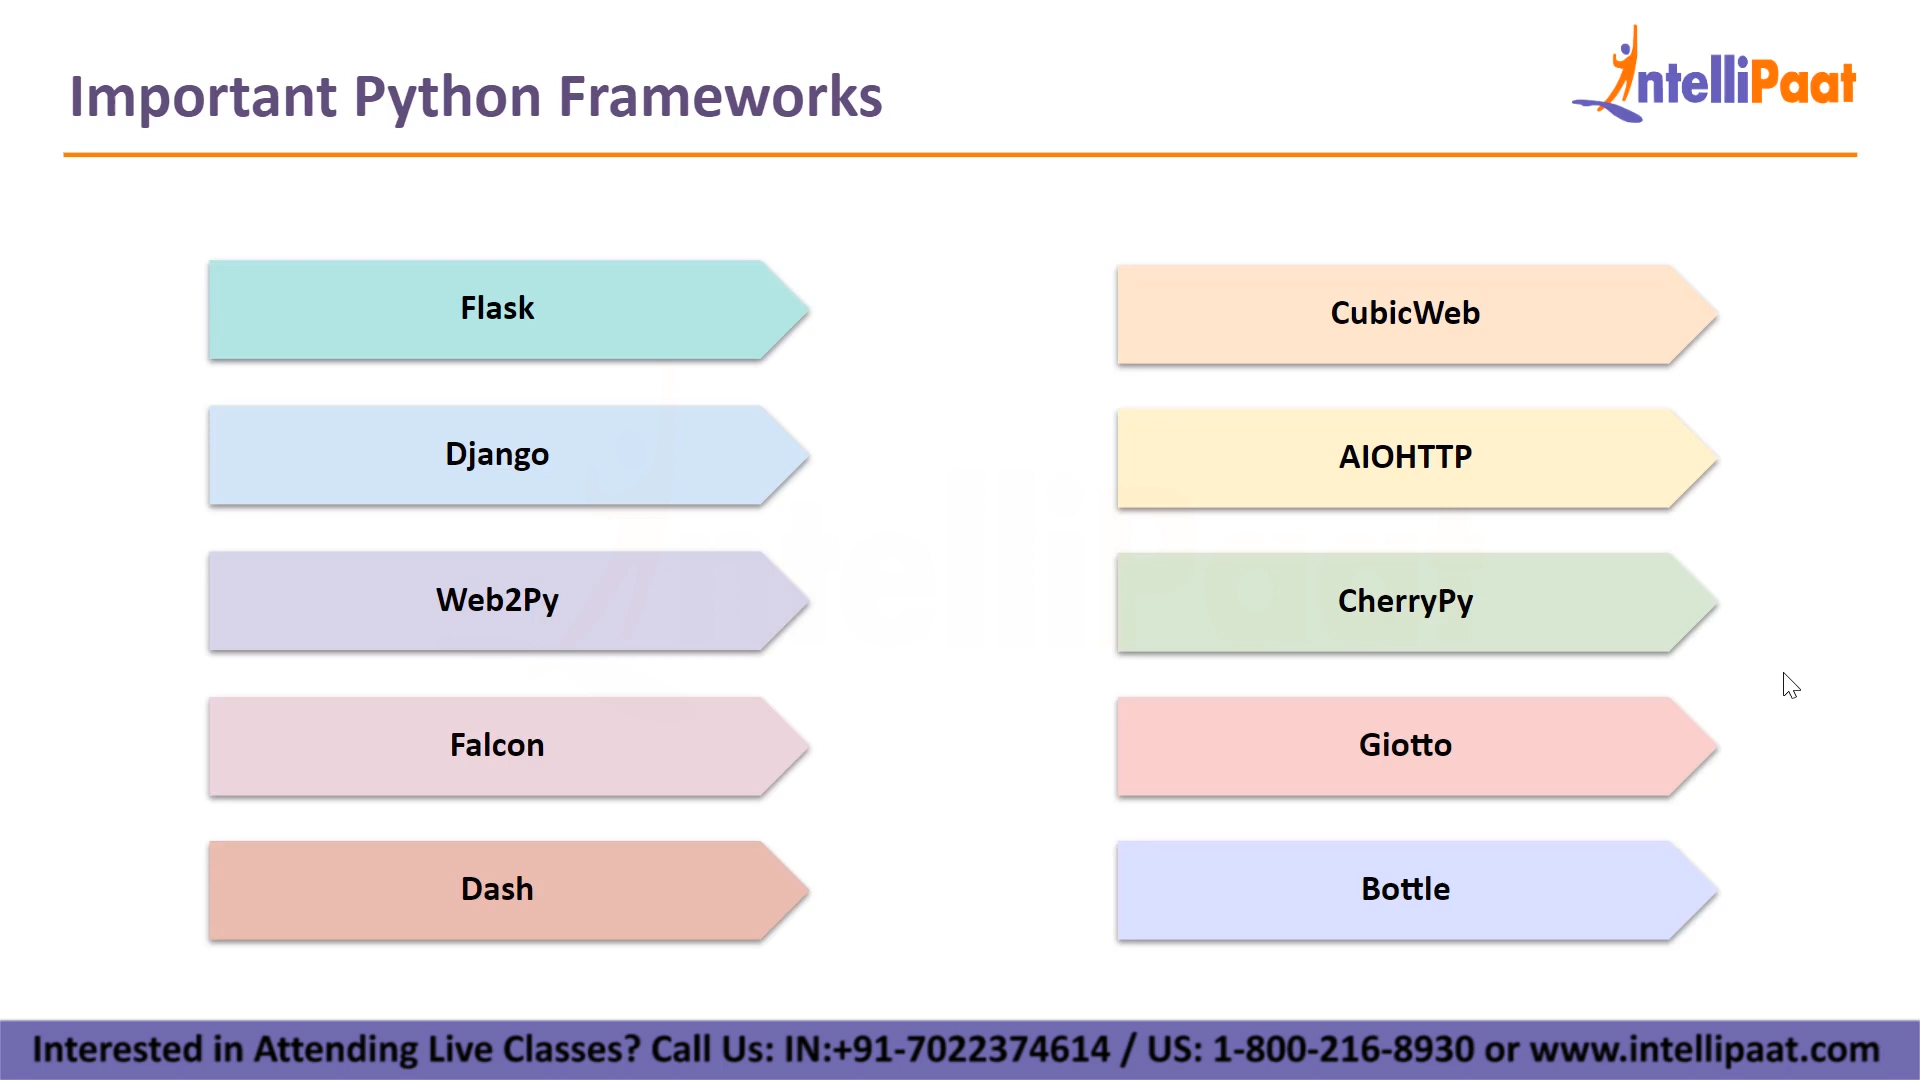 Important Python Frameworks
IntelliPaat
Flask
Django
Web2Py
Falcon
Dash
CubicWeb
AIOHTTP
CherryPy
Giotto
Bottle
Interested in Attending Live Classes? Call Us: IN:+91-7022374614 / US: 1-800-216-8930 or www.intellipaat.com